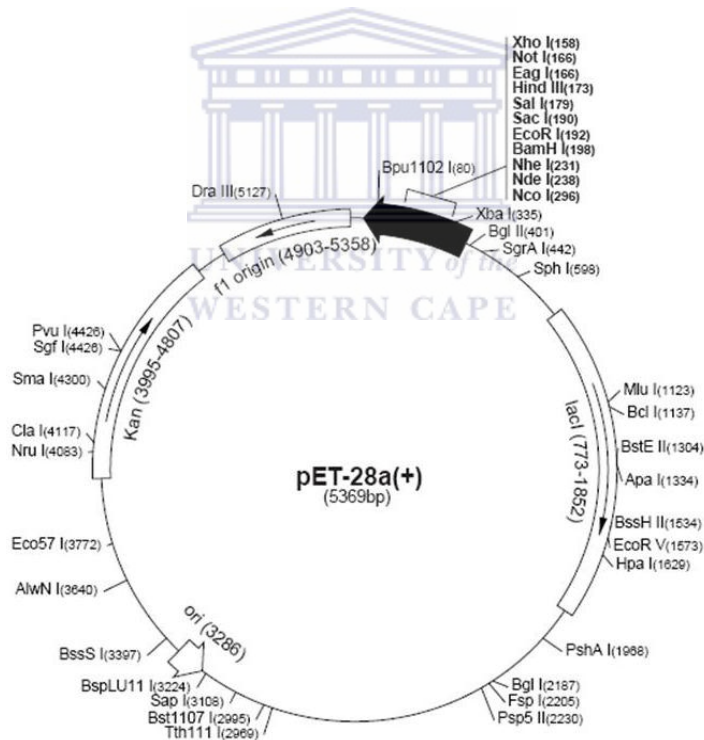 Xho I(158)
Not I(166)
Eag I(166)
Hind III(173)
Sal I(179)
Sac I(190)
EcoR I(192)
BamH I(198)
Nhe I(231)
Nde I(238)
Nco I(296)
Bpu1102 I(80)
Dra III(5127)
Xba I(335)
Bgl II(401)
SgrA I(442)
Sph I(598)
UNIVERSITY of the
WESTERN CAPE
f1 origin (4903-5358)
Pvu I(4426)
Sgf I(4426)
Sma I(4300)
Cla I(4117)
Nru I(4083)
Kan (3995-4807)
lacI (773-1852)
Mlu I(1123)
Bcl I(1137)
BstE II(1304)
Apa I(1334)
BssH II(1534)
EcoR V(1573)
Hpa I(1629)
pET-28a(+)
(5369bp)
Eco57 I(3772)
AlwN I(3640)
ori (3286)
BssS I(3397)
BspLU11 I(3224)
Sap I(3108)
Bst1107 I(2995)
Tth111 I(2969)
PshA I(1968)
Bgl I(2187)
Fsp I(2205)
Psp5 II(2230)